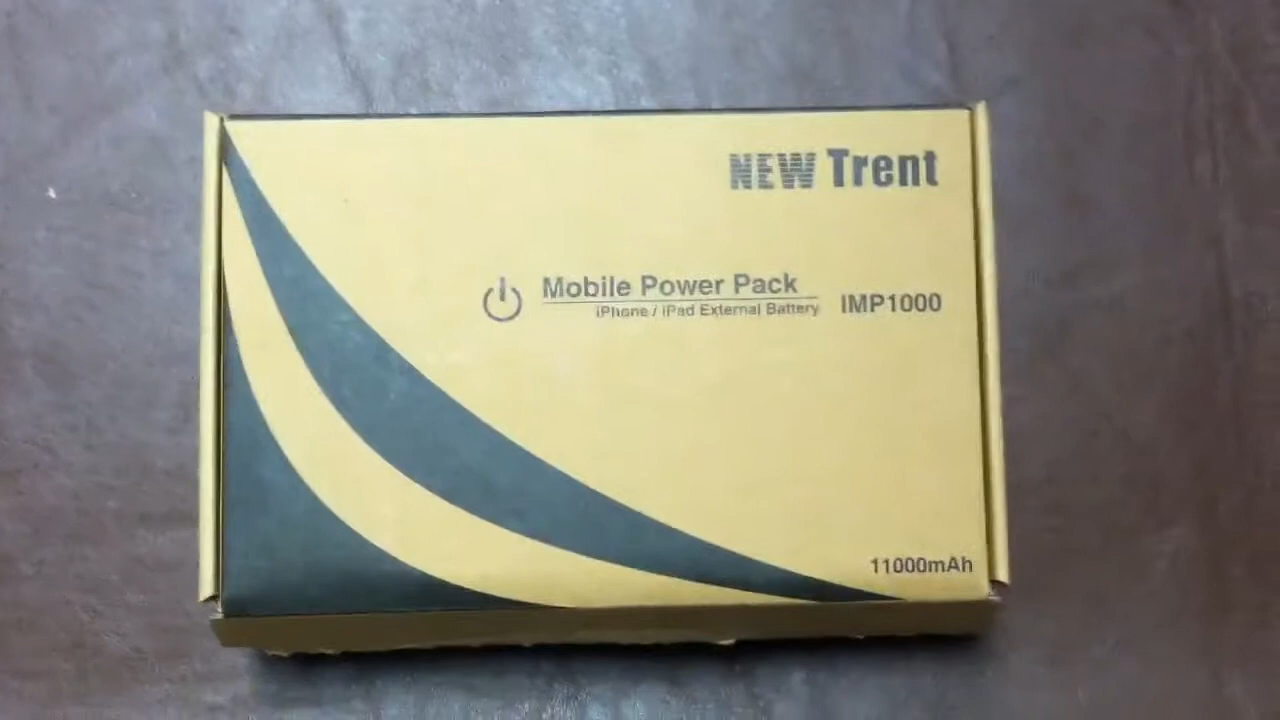 NEW Trent
Mobile Power Pack
iPhone / iPad External Battery
IMP1000
11000mAh